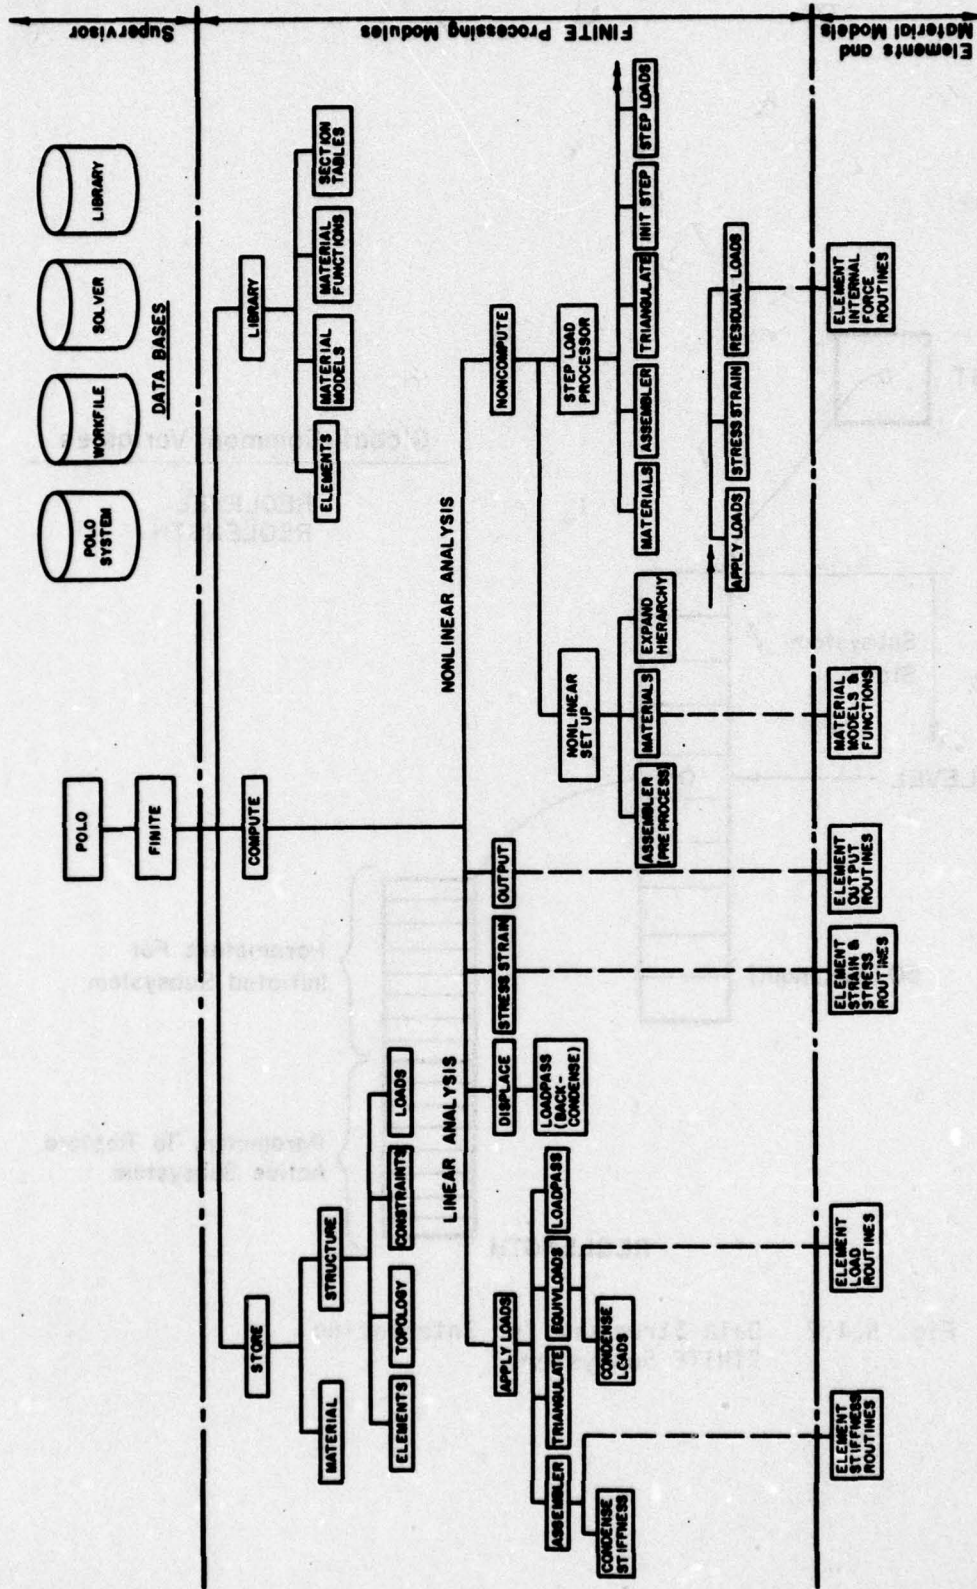 POLO
FINITE
POLO
SYSTEM
WORKFILE
SOLVER
LIBRARY
DATA BASES
Supervisor
STORE
COMPUTE
LIBRARY
MATERIAL
STRUCTURE
ELEMENTS
MATERIAL
MODELS
MATERIAL
FUNCTIONS
SECTION
TABLES
ELEMENTS
TOPOLOGY
CONSTRAINTS
LOADS
LINEAR ANALYSIS
NONLINEAR ANALYSIS
FINITE Processing Modules
APPLY LOADS
DISPLACE
STRESS STRAIN
OUTPUT
NONCOMPUTE
ASSEMBLER
TRIANGULATE
EQUIVLOADS
LOADPASS
LOADPASS
(BACK-
CONDENSE)
NONLINEAR
SET UP
STEP LOAD
PROCESSOR
CONDENSE
STIFFNESS
CONDENSE
LOADS
ASSEMBLER
(PREPROCESS)
MATERIALS
EXPAND
HIERARCHY
MATERIALS
ASSEMBLER
TRIANGULATE
INIT STEP
STEP LOADS
APPLY LOADS
STRESS STRAIN
RESIDUAL LOADS
ELEMENT
STIFFNESS
ROUTINES
ELEMENT
LOAD
ROUTINES
ELEMENT
STRAIN &
STRESS
ROUTINES
ELEMENT
OUTPUT
ROUTINES
MATERIAL
MODELS &
FUNCTIONS
ELEMENT
INTERNAL
FORCE
ROUTINES
Elements and
Material Models